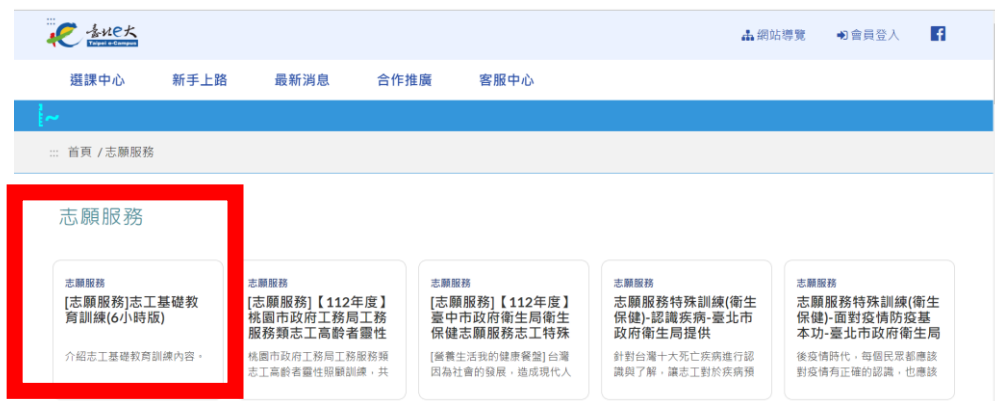 臺北e大
Taipei e-Campus
網站導覽
會員登入
選課中心
新手上路
最新消息
合作推廣
客服中心
::: 首頁 / 志願服務
志願服務
志願服務
[志願服務]志工基礎教
育訓練(6小時版)
介紹志工基礎教育訓練內容。
志願服務
[志願服務]【112年度】
桃園市政府工務局工務
服務類志工高齡者靈性
桃園市政府工務局工務服務類
志工高齡者靈性照顧訓練，共
志願服務
[志願服務]【112年度】
臺中市政府衛生局衛生
保健志願服務志工特殊
[營養生活我的健康餐盤] 台灣
因為社會的發展，造成現代人
志願服務
志願服務特殊訓練(衛生
保健)-認識疾病-臺北市
政府衛生局提供
針對台灣十大死亡疾病進行認
識與了解，讓志工對於疾病預
志願服務
志願服務特殊訓練(衛生
保健)-面對疫情防疫基
本功-臺北市政府衛生局
後疫情時代，每個民眾都應該
對疫情有正確的認識，也應該